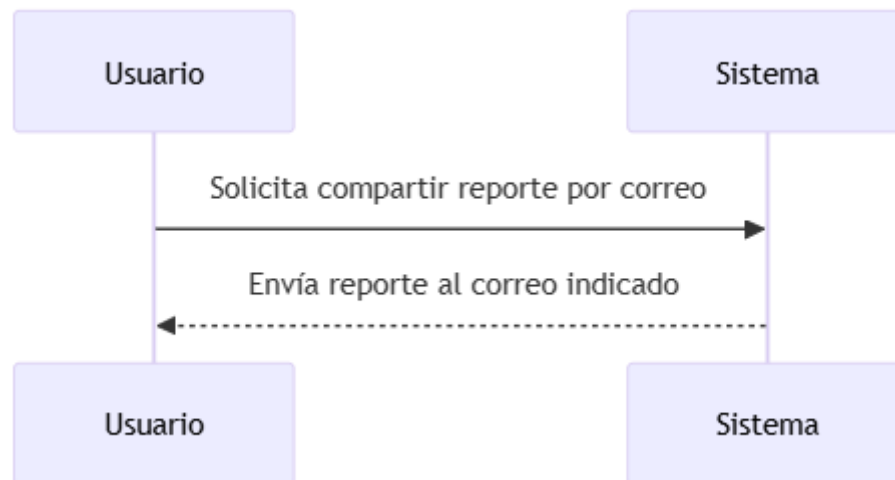 Usuario
Sistema
Solicita compartir reporte por correo
Envía reporte al correo indicado
Usuario
Sistema